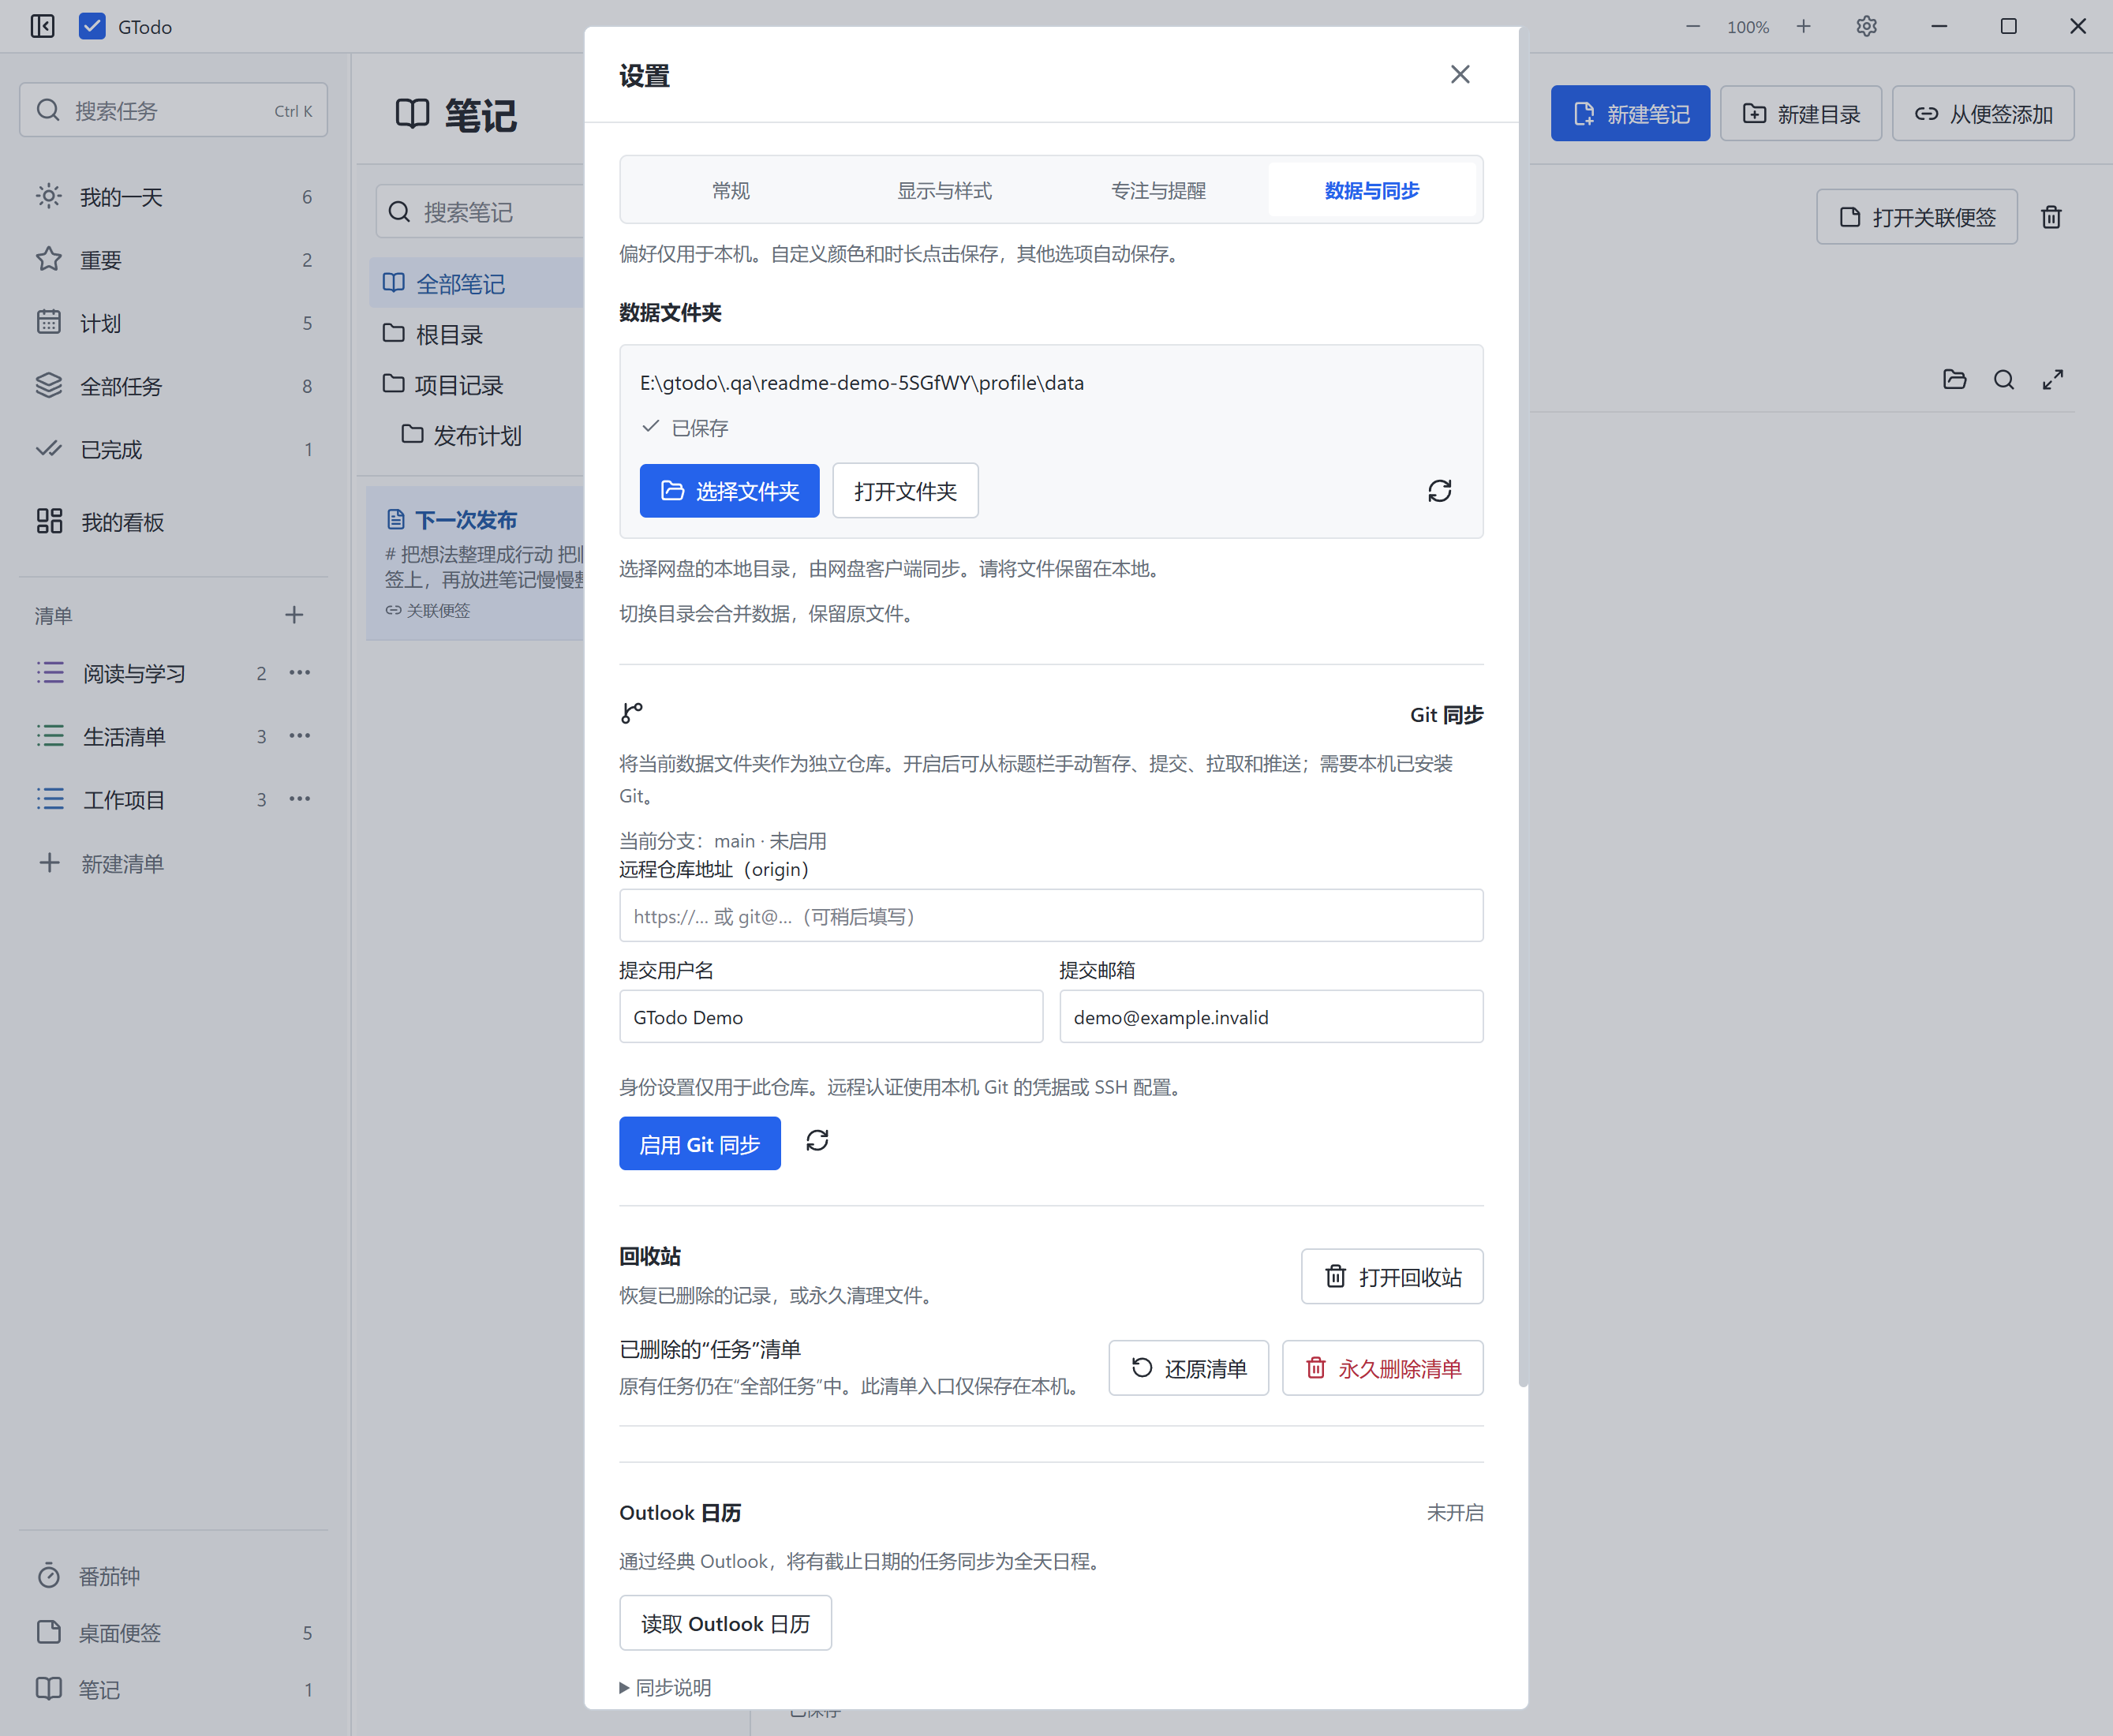 GTodo
100%
搜索任务 Ctrl K
我的一天 6
重要 2
计划 5
全部任务 8
已完成 1
我的看板
清单
阅读与学习 2
生活清单 3
工作项目 3
新建清单
番茄钟
桌面便签 5
笔记 1
笔记
搜索笔记
全部笔记
根目录
项目记录
发布计划
下一次发布
# 把想法整理成行动 把
签上，再放进笔记慢慢
关联便签
新建笔记 新建目录 从便签添加
打开关联便签
设置
常规 显示与样式 专注与提醒 数据与同步
偏好仅用于本机。自定义颜色和时长点击保存，其他选项自动保存。
数据文件夹
E:\gtodo\.qa\readme-demo-5SGfWY\profile\data
已保存
选择文件夹 打开文件夹
选择网盘的本地目录，由网盘客户端同步。请将文件保留在本地。
切换目录会合并数据，保留原文件。
Git 同步
将当前数据文件夹作为独立仓库。开启后可从标题栏手动暂存、提交、拉取和推送；需要本机已安装
Git。
当前分支：main · 未启用
远程仓库地址（origin）
https://... 或 git@...（可稍后填写）
提交用户名 提交邮箱
GTodo Demo demo@example.invalid
身份设置仅用于此仓库。远程认证使用本机 Git 的凭据或 SSH 配置。
启用 Git 同步
回收站
恢复已删除的记录，或永久清理文件。
打开回收站
已删除的“任务”清单
原有任务仍在“全部任务”中。此清单入口仅保存在本机。
还原清单 永久删除清单
Outlook 日历 未开启
通过经典 Outlook，将有截止日期的任务同步为全天日程。
读取 Outlook 日历
同步说明